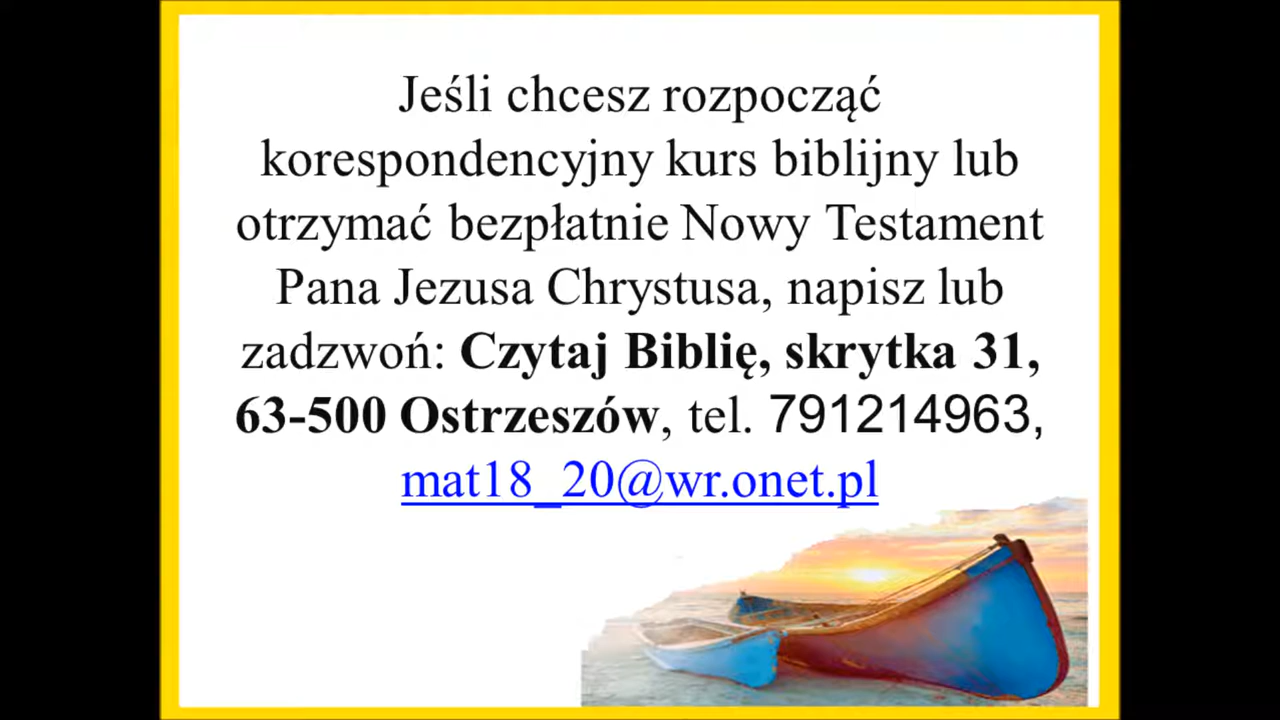 Jeśli chcesz rozpocząć
korespondencyjny kurs biblijny lub
otrzymać bezpłatnie Nowy Testament
Pana Jezusa Chrystusa, napisz lub
zadzwoń: Czytaj Biblię, skrytka 31,
63-500 Ostrzeszów, tel. 791214963,
mat18_20@wr.onet.pl